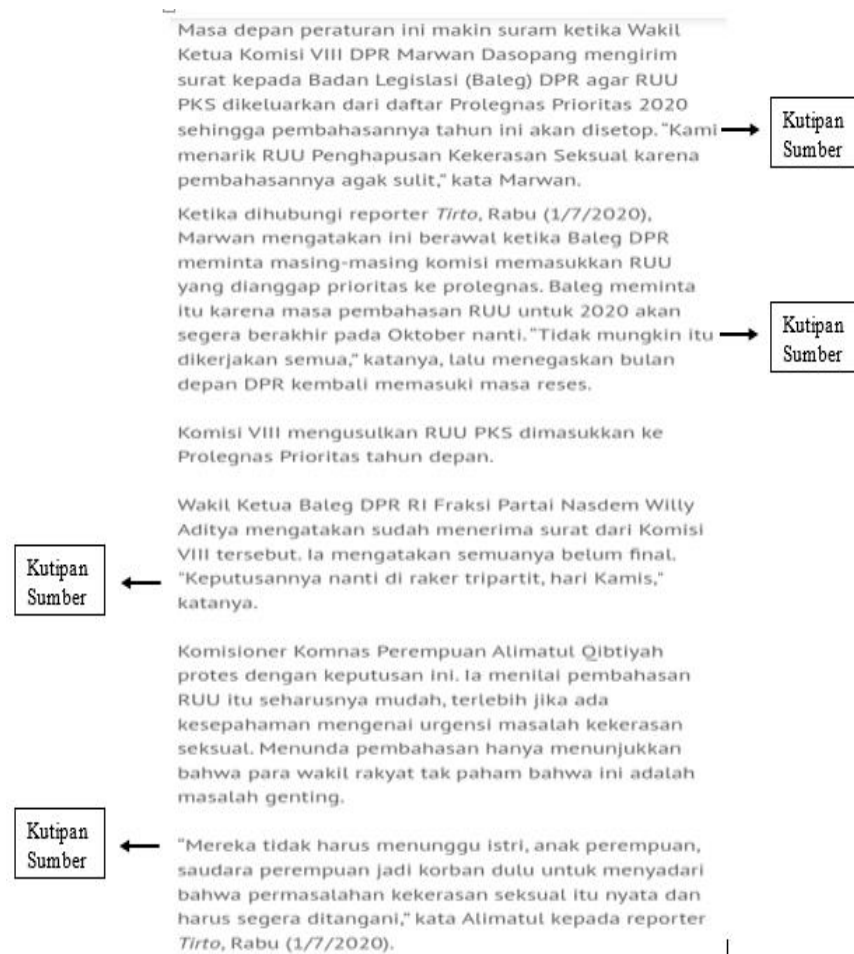 Masa depan peraturan ini makin suram ketika Wakil
Ketua Komisi VIII DPR Marwan Dasopang mengirim
surat kepada Badan Legislasi (Baleg) DPR agar RUU
PKS dikeluarkan dari daftar Prolegnas Prioritas 2020
sehingga pembahasannya tahun ini akan disetop. "Kami
menarik RUU Penghapusan Kekerasan Seksual karena
pembahasannya agak sulit," kata Marwan.
Kutipan
Sumber
Ketika dihubungi reporter Tirto, Rabu (1/7/2020),
Marwan mengatakan ini berawal ketika Baleg DPR
meminta masing-masing komisi memasukkan RUU
yang dianggap prioritas ke prolegnas. Baleg meminta
itu karena masa pembahasan RUU untuk 2020 akan
segera berakhir pada Oktober nanti. "Tidak mungkin itu
dikerjakan semua," katanya, lalu menegaskan bulan
depan DPR kembali memasuki masa reses.
Kutipan
Sumber
Komisi VIII mengusulkan RUU PKS dimasukkan ke
Prolegnas Prioritas tahun depan.
Wakil Ketua Baleg DPR RI Fraksi Partai Nasdem Willy
Aditya mengatakan sudah menerima surat dari Komisi
VIII tersebut. Ia mengatakan semuanya belum final.
"Keputusannya nanti di raker tripartit, hari Kamis,"
katanya.
Kutipan
Sumber
Komisioner Komnas Perempuan Alimatul Qibtiyah
protes dengan keputusan ini. Ia menilai pembahasan
RUU itu seharusnya mudah, terlebih jika ada
kesepahaman mengenai urgensi masalah kekerasan
seksual. Menunda pembahasan hanya menunjukkan
bahwa para wakil rakyat tak paham bahwa ini adalah
masalah genting.
Kutipan
Sumber
"Mereka tidak harus menunggu istri, anak perempuan,
saudara perempuan jadi korban dulu untuk menyadari
bahwa permasalahan kekerasan seksual itu nyata dan
harus segera ditangani," kata Alimatul kepada reporter
Tirto, Rabu (1/7/2020).